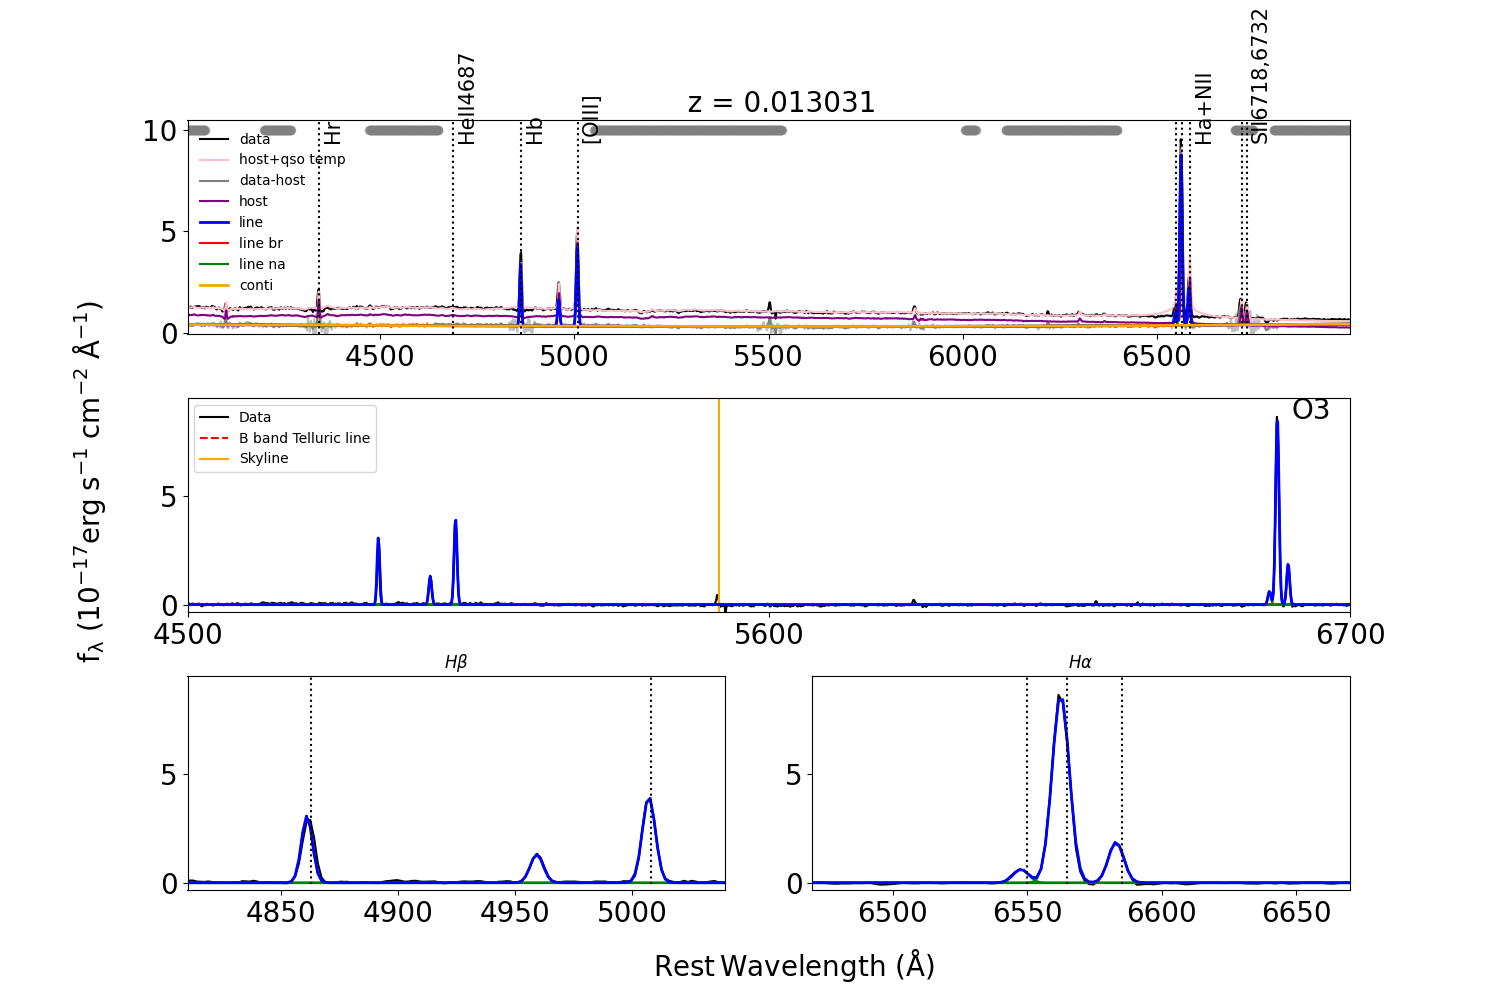 z = 0.013031
Hr
HeII4687
Hb
[OIII]
Ha+NII
SII6718,6732
data
host+qso temp
data-host
host
line
line br
line na
conti
10
5
0
4500
5000
5500
6000
6500
fλ (10⁻¹⁷erg s⁻¹ cm⁻² Å⁻¹)
Data
B band Telluric line
Skyline
O3
5
0
4500
5600
6700
Hβ
5
0
4850
4900
4950
5000
Hα
5
0
6500
6550
6600
6650
Rest Wavelength (Å)